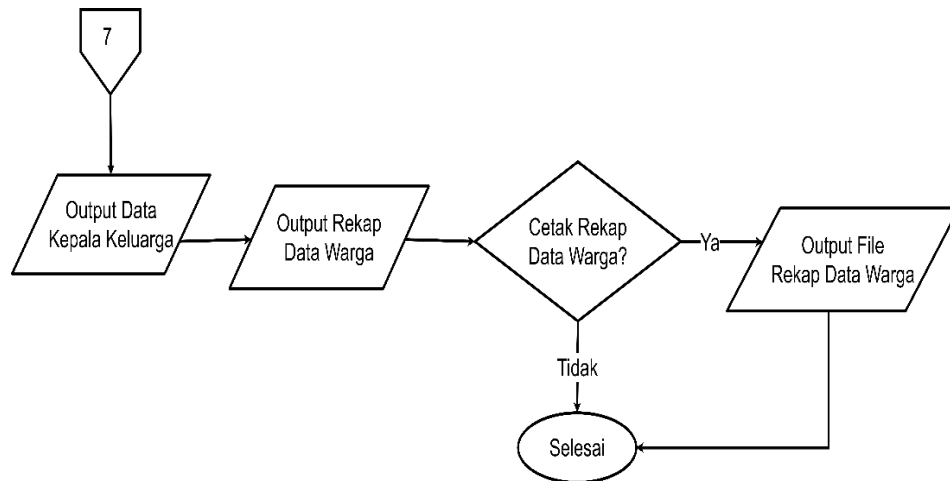 7
Output Data
Kepala Keluarga
Output Rekap
Data Warga
Cetak Rekap
Data Warga?
Ya
Output File
Rekap Data Warga
Tidak
Selesai